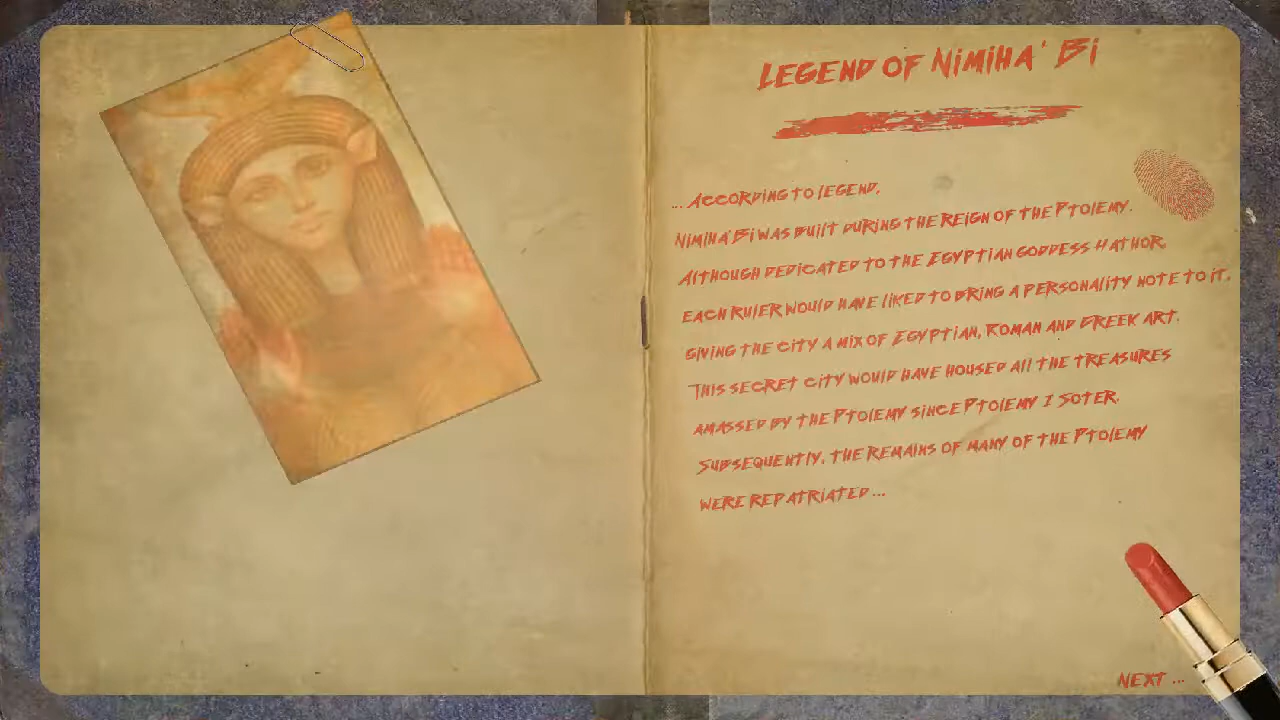 Legend of Nimiha' Bi
... According to legend,
Nimiha'Bi was built during the reign of the Ptolemy.
Although dedicated to the Egyptian goddess Hathor,
each ruler would have liked to bring a personality note to it,
giving the city a mix of Egyptian, Roman and Greek art.
This secret city would have housed all the treasures
amassed by the Ptolemy since Ptolemy I Soter.
Subsequently, the remains of many of the Ptolemy
were repatriated ...
Next ...